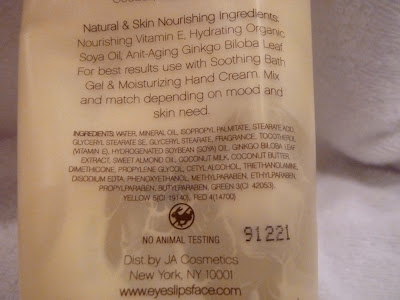 Natural & Skin Nourishing Ingredients:
Nourishing Vitamin E, Hydrating Organic
Soya Oil, Anit-Aging Ginkgo Biloba Leaf
For best results use with Soothing Bath
Gel & Moisturizing Hand Cream. Mix
and match depending on mood and
skin need.
INGREDIENTS: WATER, MINERAL OIL, ISOPROPYL PALMITATE, STEARATE ACID,
GLYCERYL STEARATE SE, GLYCERYL STEARATE, FRAGRANCE, TOCOTHEROL
(VITAMIN E), HYDROGENATED SOYBEAN (SOYA) OIL, GINKGO BILOBA LEAF
EXTRACT, SWEET ALMOND OIL, COCONUT MILK, COCONUT BUTTER,
DIMETHICONE, PROPYLENE GLYCOL, CETYL ALCOHOL, TRIETHANOLAMINE,
DISODIUM EDTA, PHENOXYETHANOL, METHYLPARABEN, ETHYLPARABEN,
PROPYLPARABEN, BUTYLPARABEN, GREEN 3(CI 42053),
YELLOW 5(CI 19140), RED 4(14700)
NO ANIMAL TESTING
91221
Dist by JA Cosmetics
New York, NY 10001
www.eyeslipsface.com